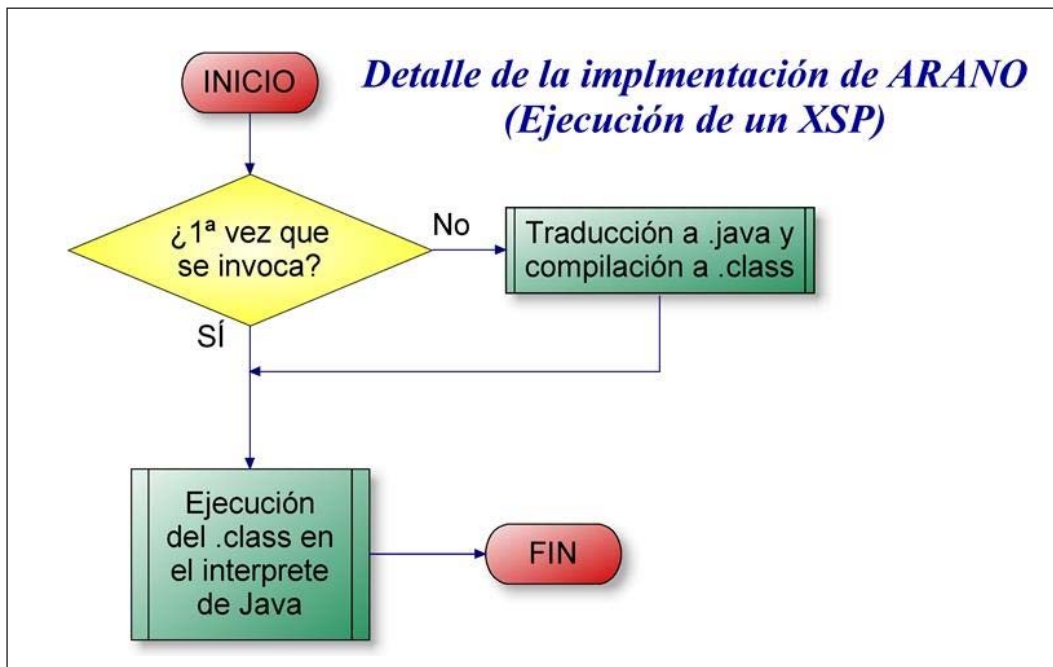 INICIO
Detalle de la implmentación de ARANO
(Ejecución de un XSP)
¿1ª vez que
se invoca?
No
Traducción a .java y
compilación a .class
SÍ
Ejecución
del .class en
el interprete
de Java
FIN